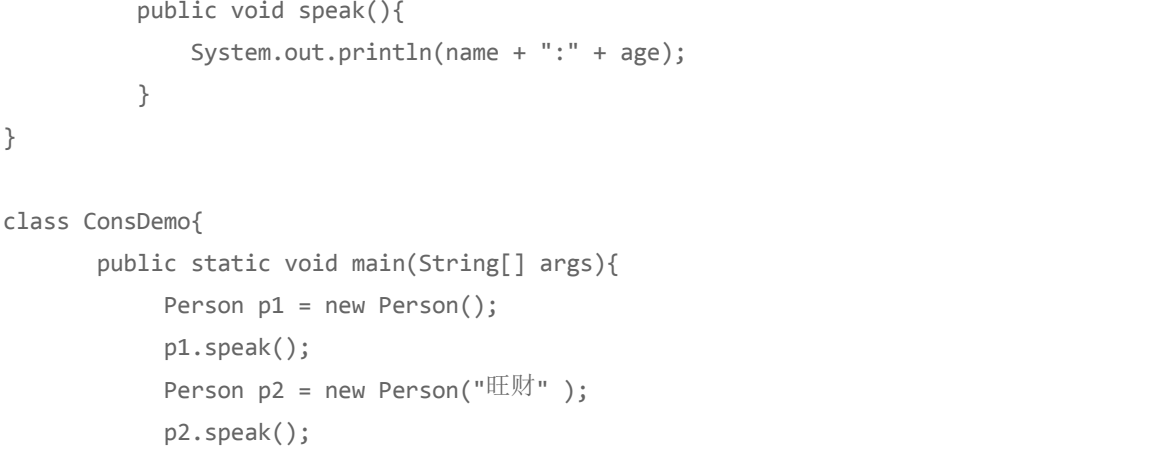 public void speak(){
System.out.println(name + ":" + age);
}
}
class ConsDemo{
public static void main(String[] args){
Person p1 = new Person();
p1.speak();
Person p2 = new Person("旺财" );
p2.speak();